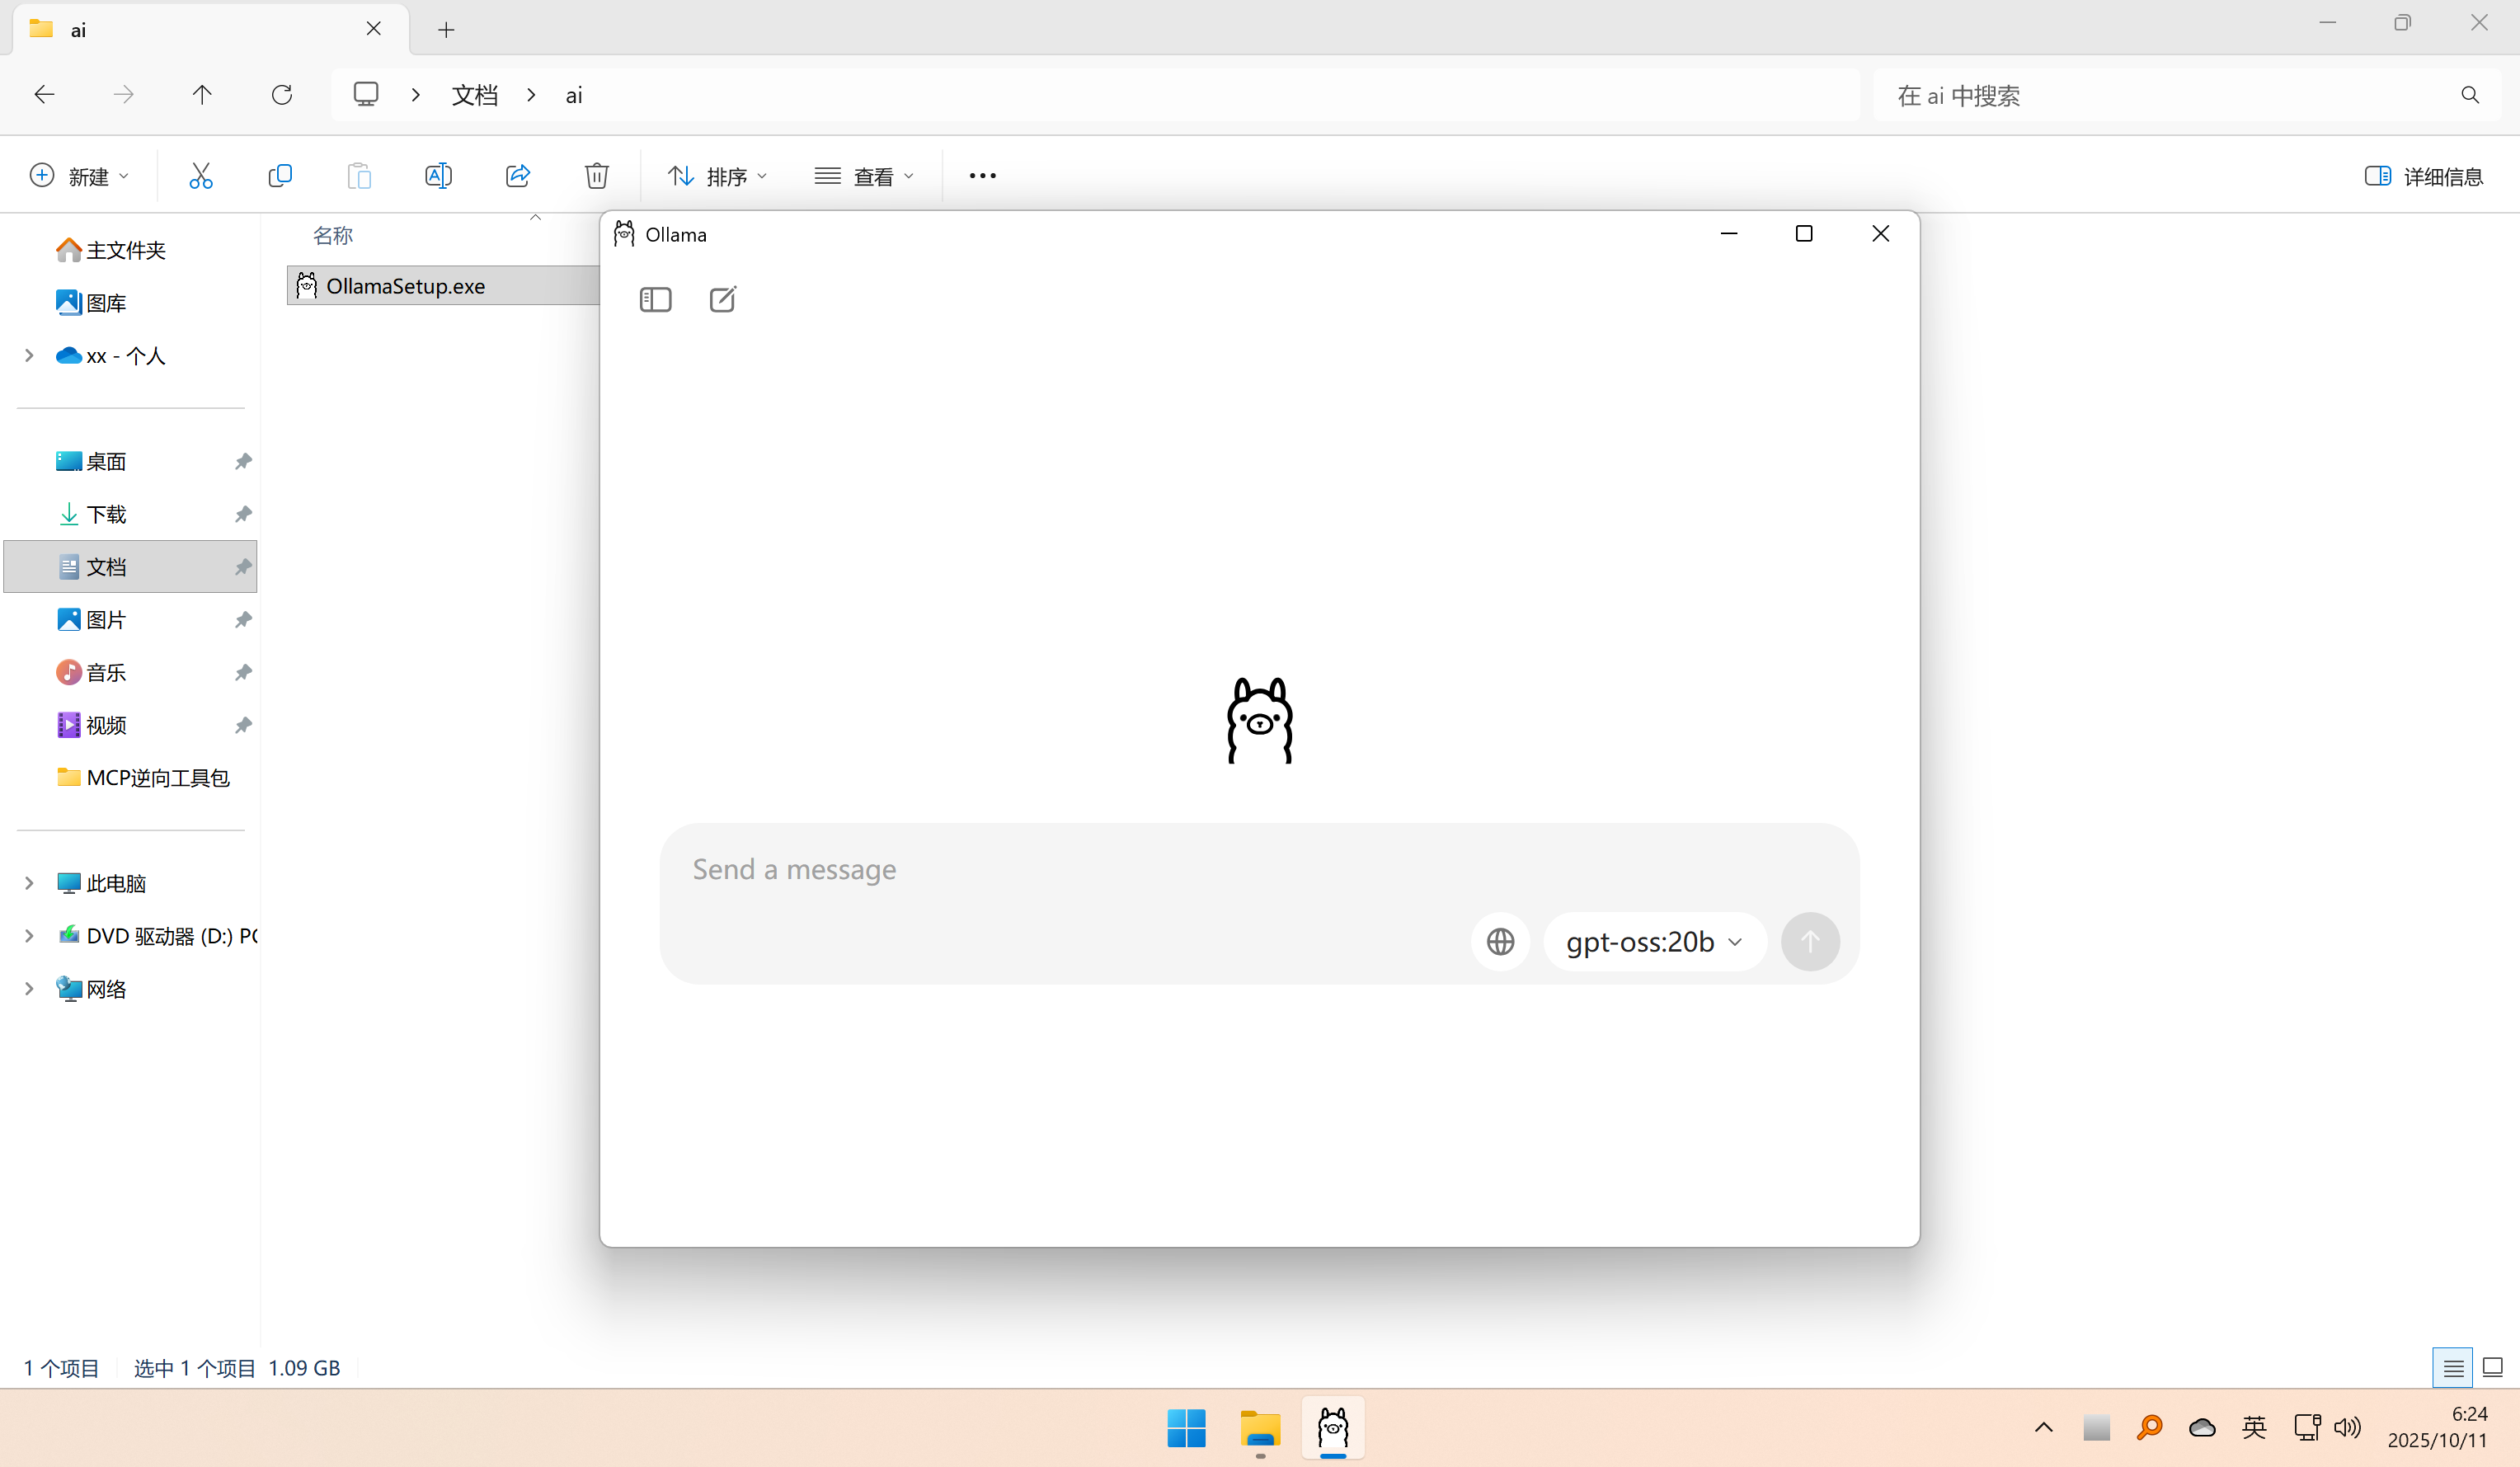 ai
文档
ai
在 ai 中搜索
新建
排序
查看
详细信息
主文件夹
图库
xx - 个人
桌面
下载
文档
图片
音乐
视频
MCP逆向工具包
此电脑
DVD 驱动器 (D:) PC
网络
名称
OllamaSetup.exe
Ollama
Send a message
gpt-oss:20b
1 个项目
选中 1 个项目 1.09 GB
英
6:24
2025/10/11